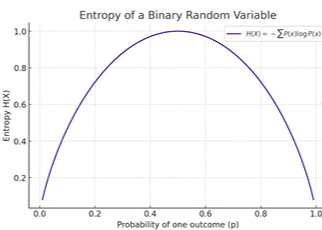 Entropy of a Binary Random Variable
H(X) = −∑P(x)logP(x)
Entropy H(X)
1.0
0.8
0.6
0.4
0.2
0.0 0.2 0.4 0.6 0.8 1.0
Probability of one outcome (p)